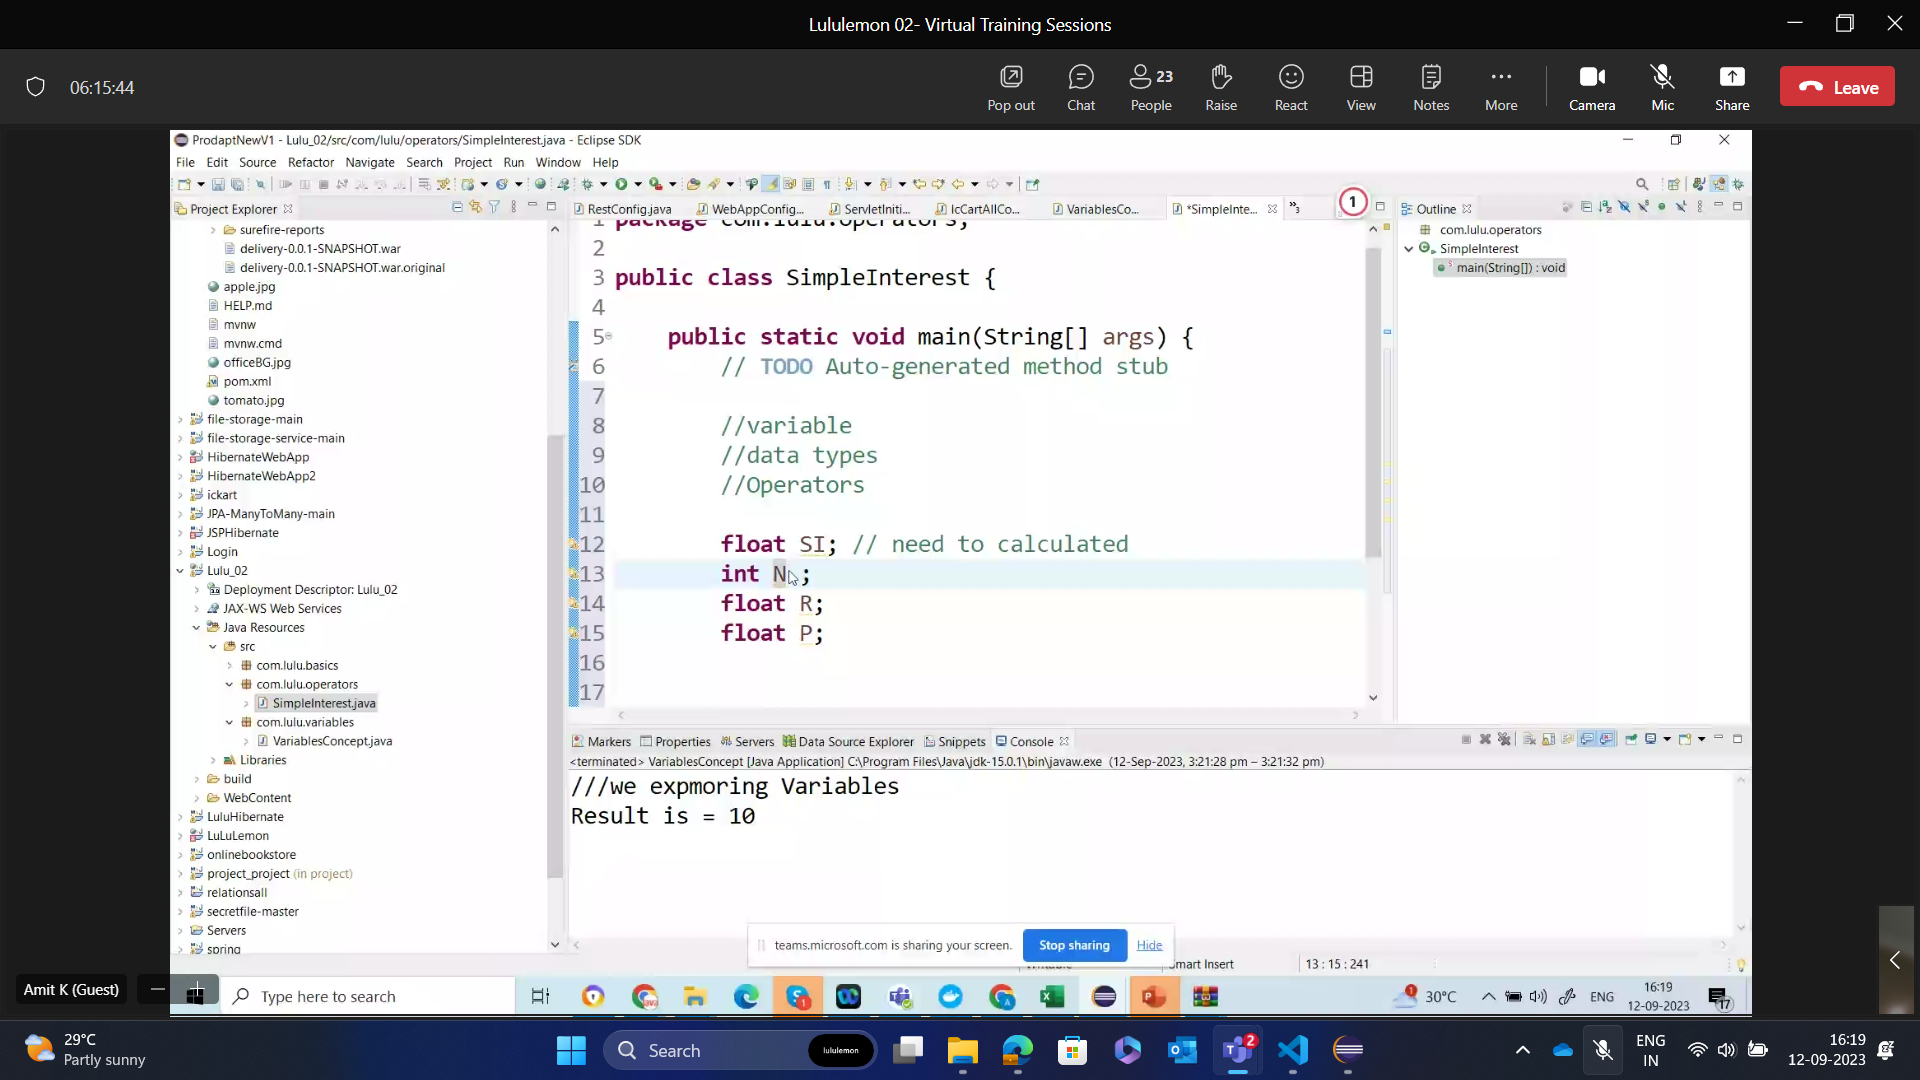 Lululemon 02- Virtual Training Sessions
06:15:44
Pop out
Chat
23
People
Raise
React
View
Notes
More
Camera
Mic
Share
Leave
ProdaptNewV1 - Lulu_02/src/com/lulu/operators/SimpleInterest.java - Eclipse SDK
File Edit Source Refactor Navigate Search Project Run Window Help
Project Explorer
surefire-reports
delivery-0.0.1-SNAPSHOT.war
delivery-0.0.1-SNAPSHOT.war.original
apple.jpg
HELP.md
mvnw
mvnw.cmd
officeBG.jpg
pom.xml
tomato.jpg
file-storage-main
file-storage-service-main
HibernateWebApp
HibernateWebApp2
ickart
JPA-ManyToMany-main
JSPHibernate
Login
Lulu_02
Deployment Descriptor: Lulu_02
JAX-WS Web Services
Java Resources
src
com.lulu.basics
com.lulu.operators
SimpleInterest.java
com.lulu.variables
VariablesConcept.java
Libraries
build
WebContent
LuluHibernate
LuLuLemon
onlinebookstore
project_project (in project)
relationsall
secretfile-master
Servers
spring
RestConfig.java WebAppConfig... ServletIniti... IcCartAllCo... VariablesCo... *SimpleInte... »3
1
1 package com.lulu.operators;
2
3 public class SimpleInterest {
4
5 public static void main(String[] args) {
6 // TODO Auto-generated method stub
7
8 //variable
9 //data types
10 //Operators
11
12 float SI; // need to calculated
13 int N ;
14 float R;
15 float P;
16
17
Outline
com.lulu.operators
SimpleInterest
main(String[]) : void
Markers Properties Servers Data Source Explorer Snippets Console
<terminated> VariablesConcept [Java Application] C:\Program Files\Java\jdk-15.0.1\bin\javaw.exe (12-Sep-2023, 3:21:28 pm – 3:21:32 pm)
///we expmoring Variables
Result is = 10
teams.microsoft.com is sharing your screen. Stop sharing Hide
Smart Insert 13 : 15 : 241
Amit K (Guest)
Type here to search
30°C
ENG
16:19
12-09-2023
17
29°C
Partly sunny
Search
lululemon
2
ENG
IN
16:19
12-09-2023